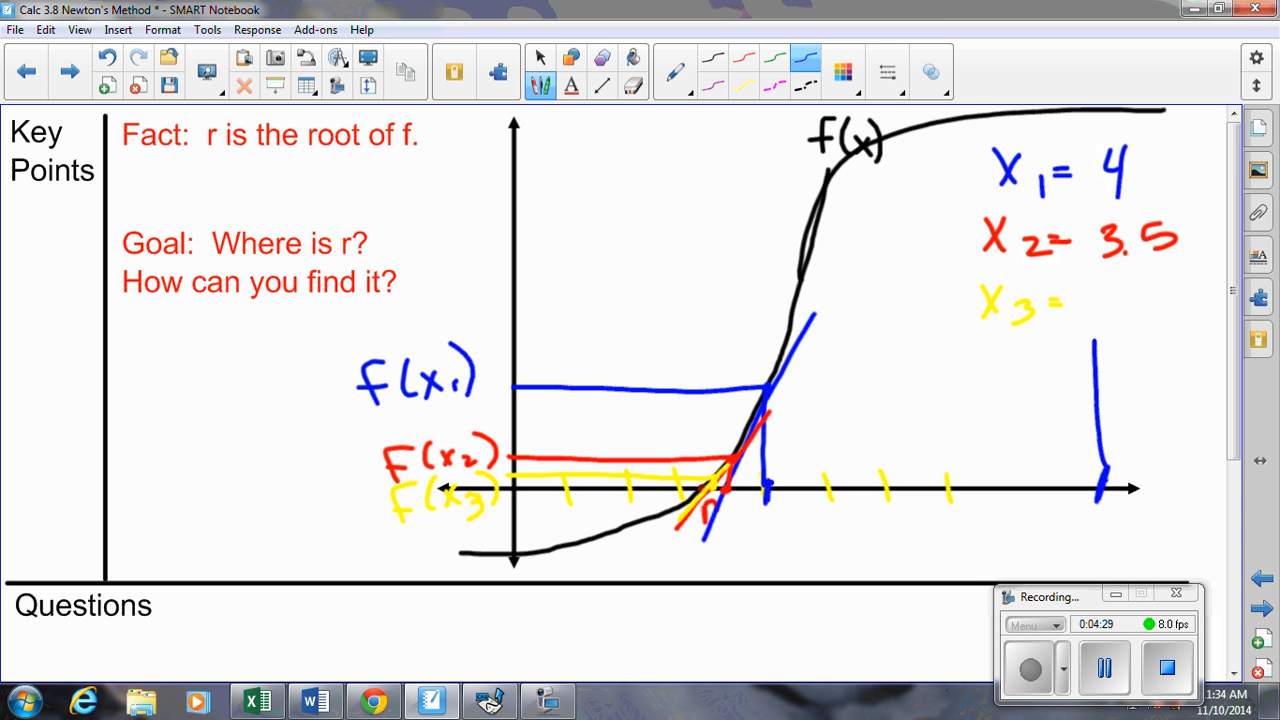 Calc 3.8 Newton's Method * - SMART Notebook
File Edit View Insert Format Tools Response Add-ons Help
Key Points
Fact: r is the root of f.
Goal: Where is r?
How can you find it?
f(x)
x1 = 4
x2 = 3.5
x3 =
f(x1)
f(x2)
f(x3)
r
Questions
Recording...
Menu
0:04:29
8.0 fps
1:34 AM
11/10/2014